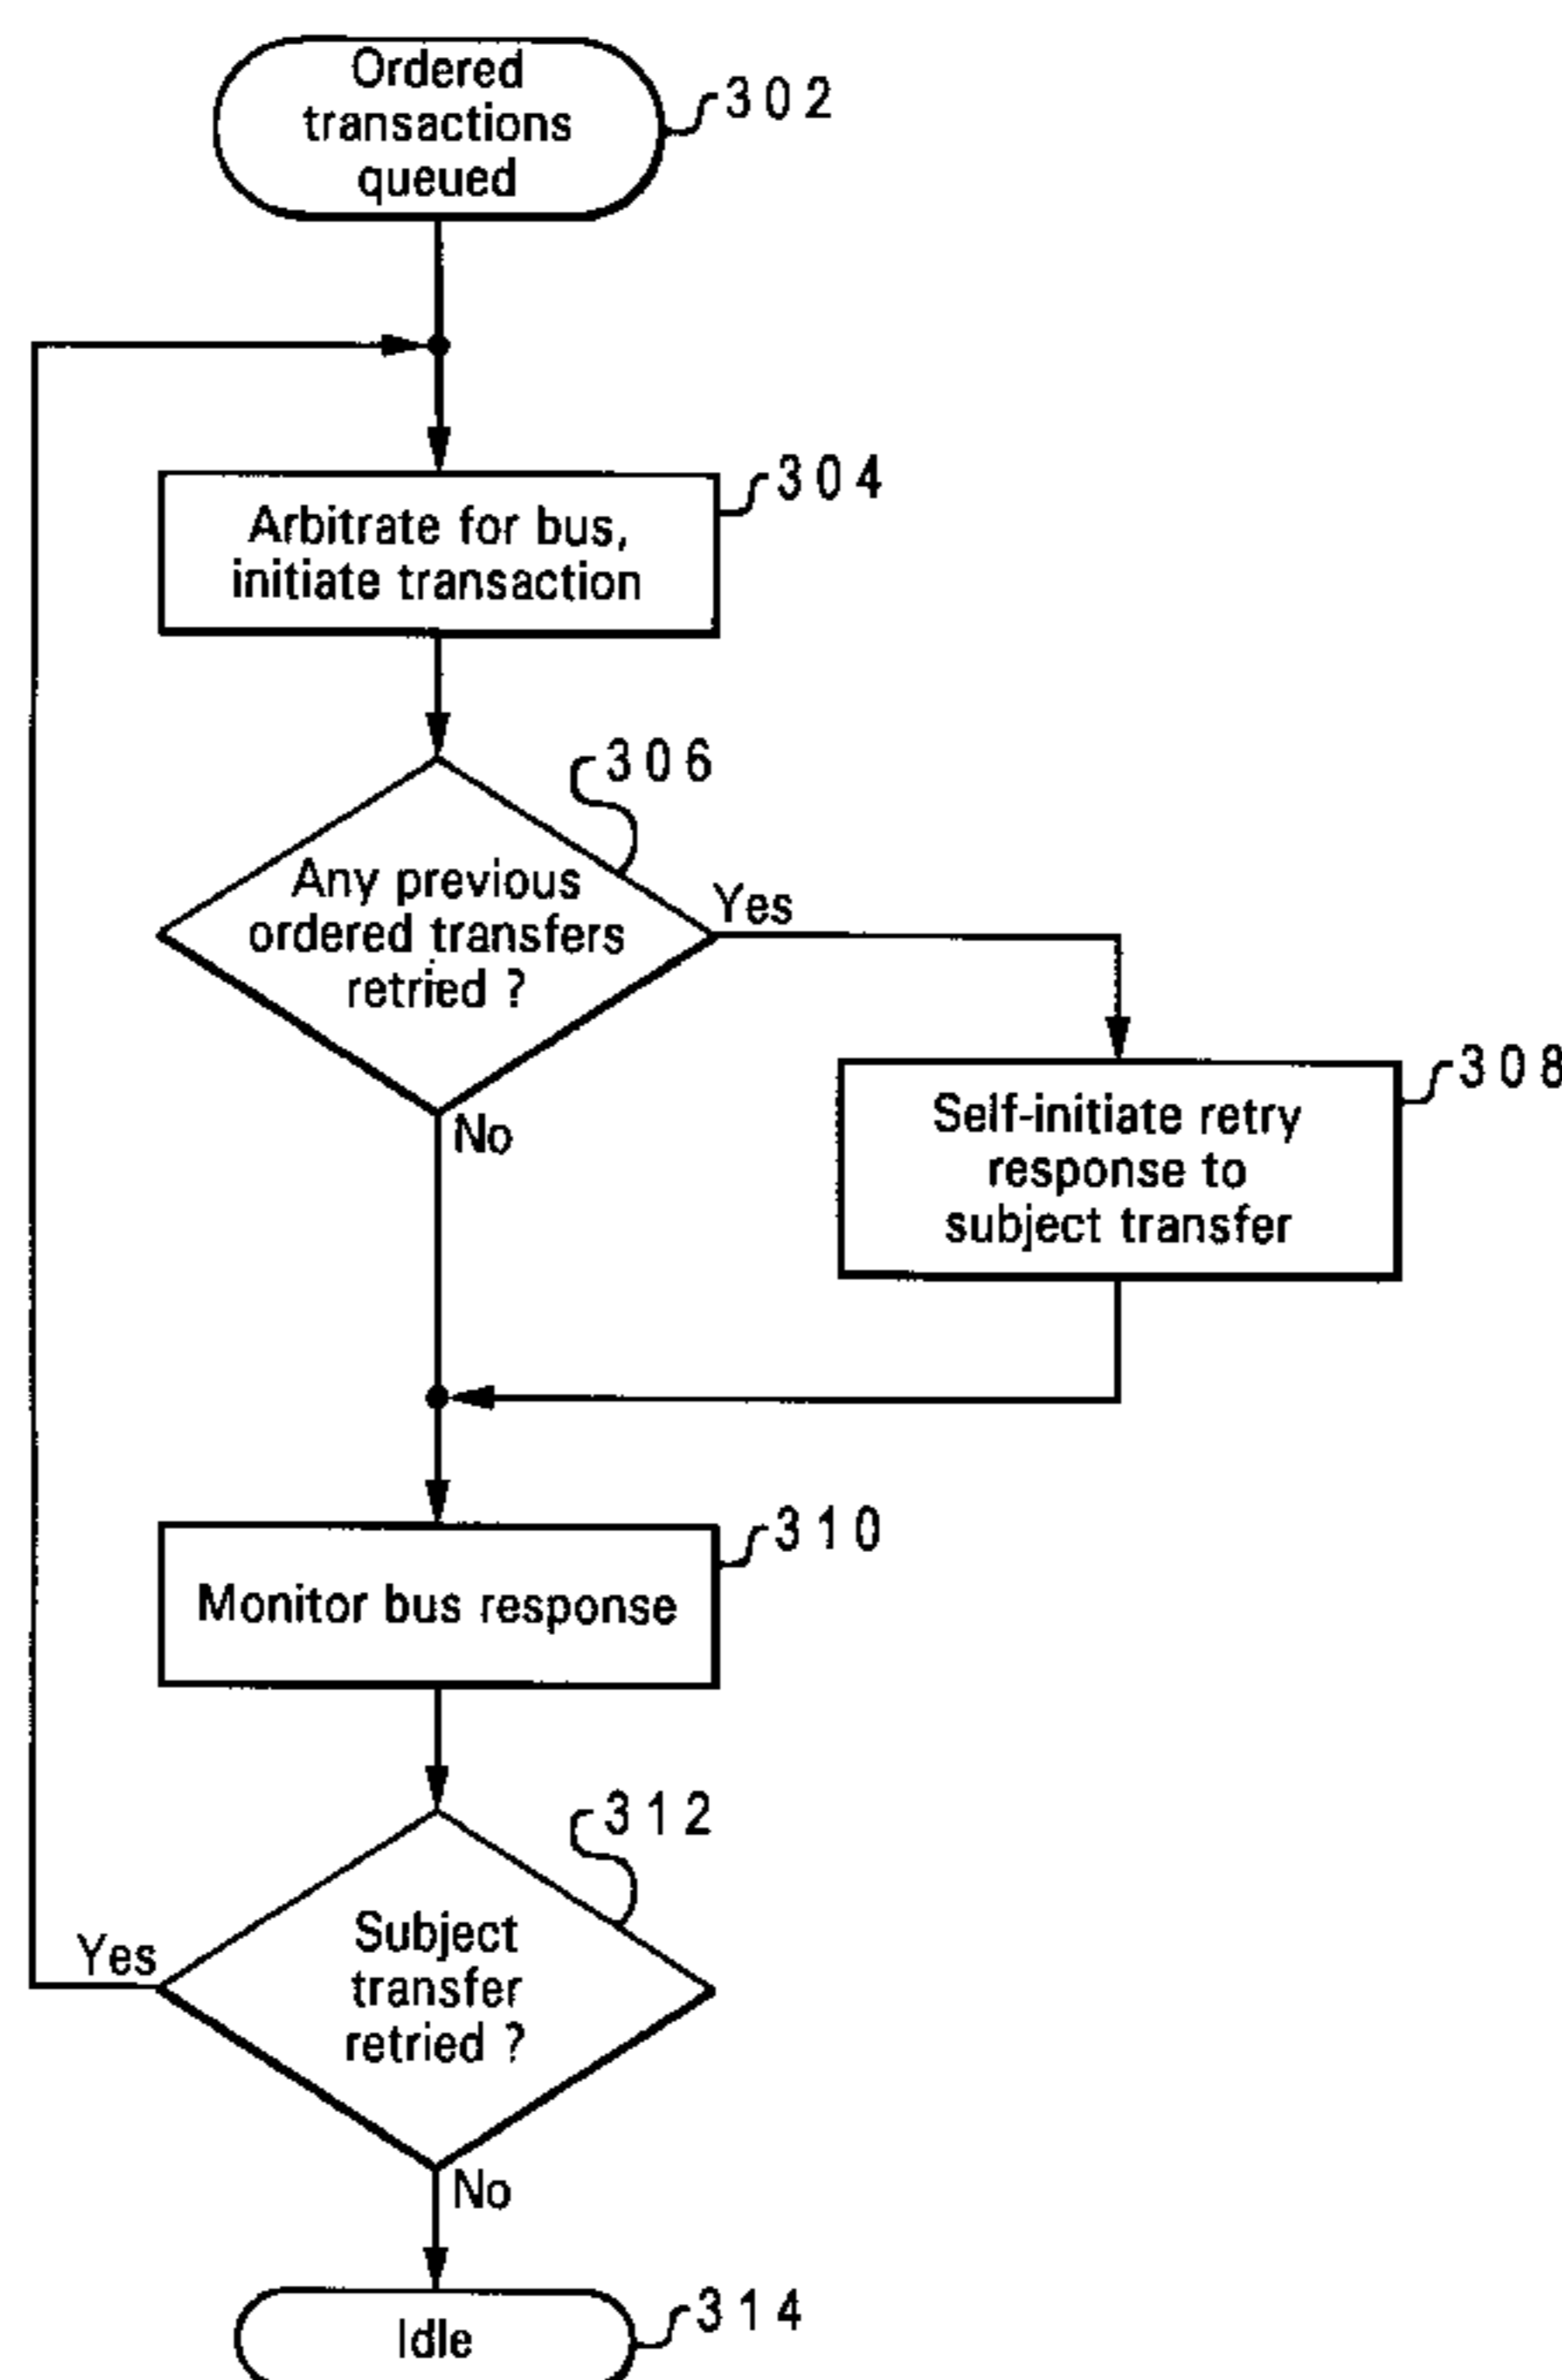 Ordered
transactions
queued
302
304
Arbitrate for bus,
initiate transaction
306
Any previous
ordered transfers
retried ?
Yes
No
308
Self-initiate retry
response to
subject transfer
310
Monitor bus response
312
Subject
transfer
retried ?
Yes
No
314
Idle